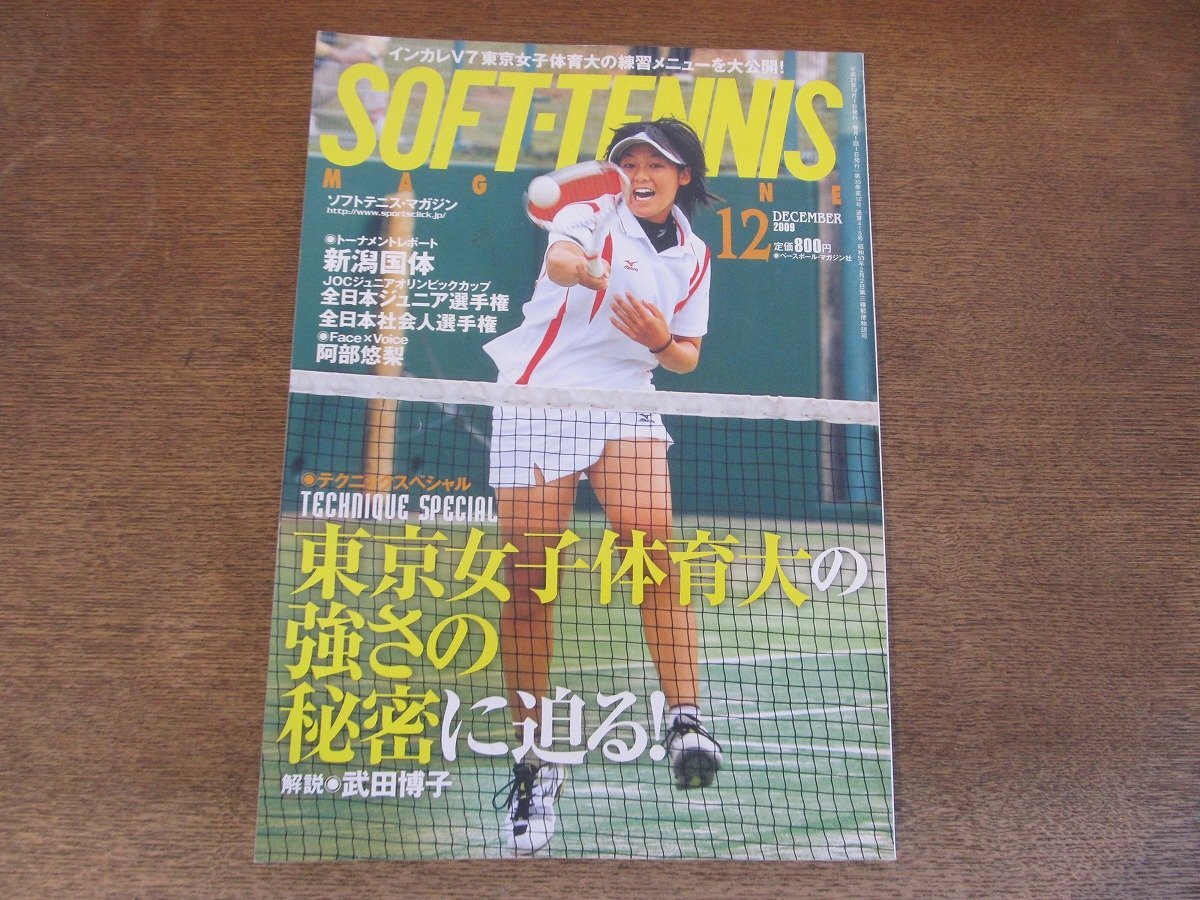 インカレV7東京女子体育大の練習メニューを大公開!
SOFT-TENNIS
MAG NE
ソフトテニス・マガジン
http://www.sportsclick.jp/
12 DECEMBER
2009
定価800円
●ベースボール・マガジン社
●トーナメントレポート
新潟国体
JOCジュニアオリンピックカップ
全日本ジュニア選手権
全日本社会人選手権
●Face×Voice
阿部悠梨
MIZUNO
●テクニックスペシャル
TECHNIQUE SPECIAL
東京女子体育大の
強さの
秘密に迫る!
解説●武田博子